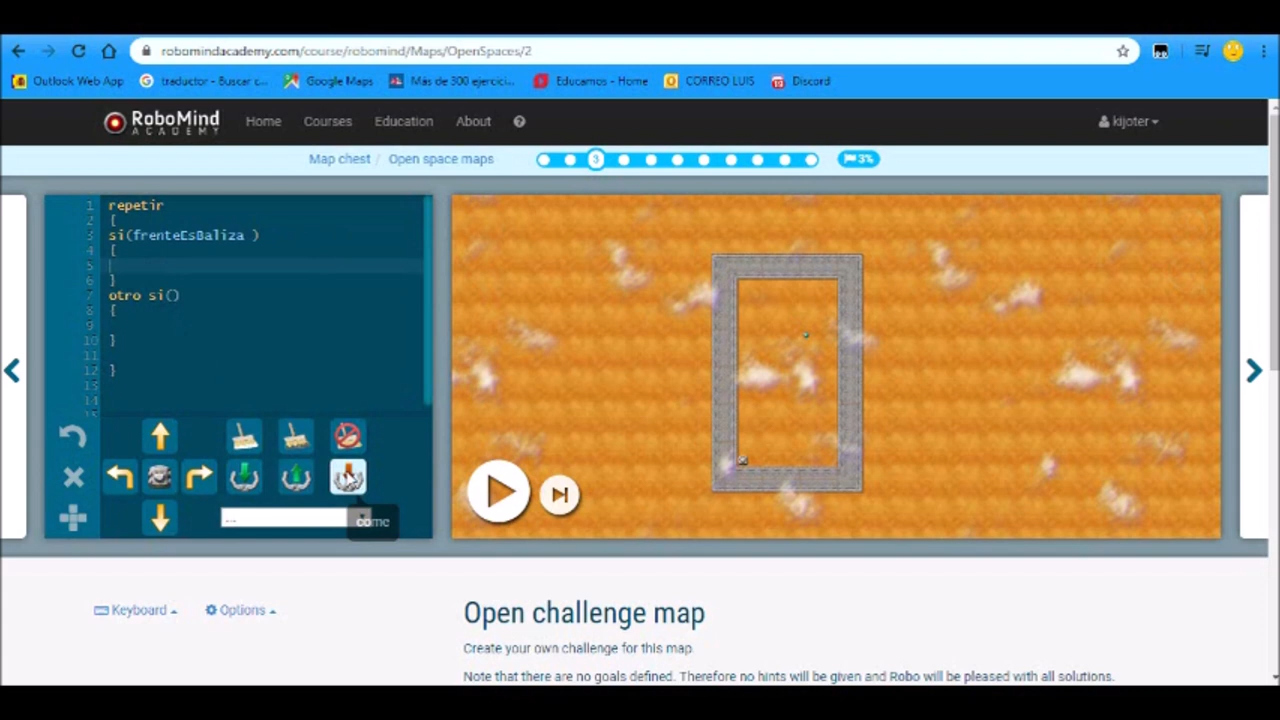 robomindacademy.com/course/robomind/Maps/OpenSpaces/2
Outlook Web App
traductor - Buscar c...
Google Maps
Más de 300 ejercici...
Educamos - Home
CORREO LUIS
Discord
RoboMind
ACADEMY
Home
Courses
Education
About
kijoter
Map chest / Open space maps
3
3%
1 repetir
2 [
3 si(frenteEsBaliza )
4 [
5
6 }
7 otro si()
8 [
9
10 }
11
12 }
13
14
15
...
come
Keyboard
Options
Open challenge map
Create your own challenge for this map
Note that there are no goals defined. Therefore no hints will be given and Robo will be pleased with all solutions.